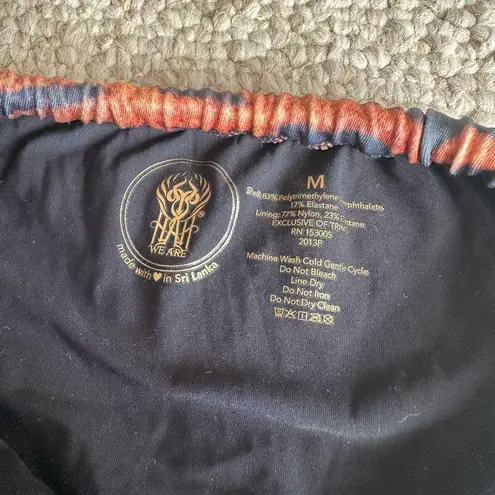 HAH®
WE ARE
made with ❤ in Sri Lanka
M
Shell: 83% Polytrimethylene
17% Elastane
Lining: 77% Nylon, 23%
EXCLUSIVE OF TRIM
RN 153005
2013P
Machine Wash Cold Gentle Cycle
Do Not Bleach
Line Dry
Do Not Iron
Do Not Dry Clean